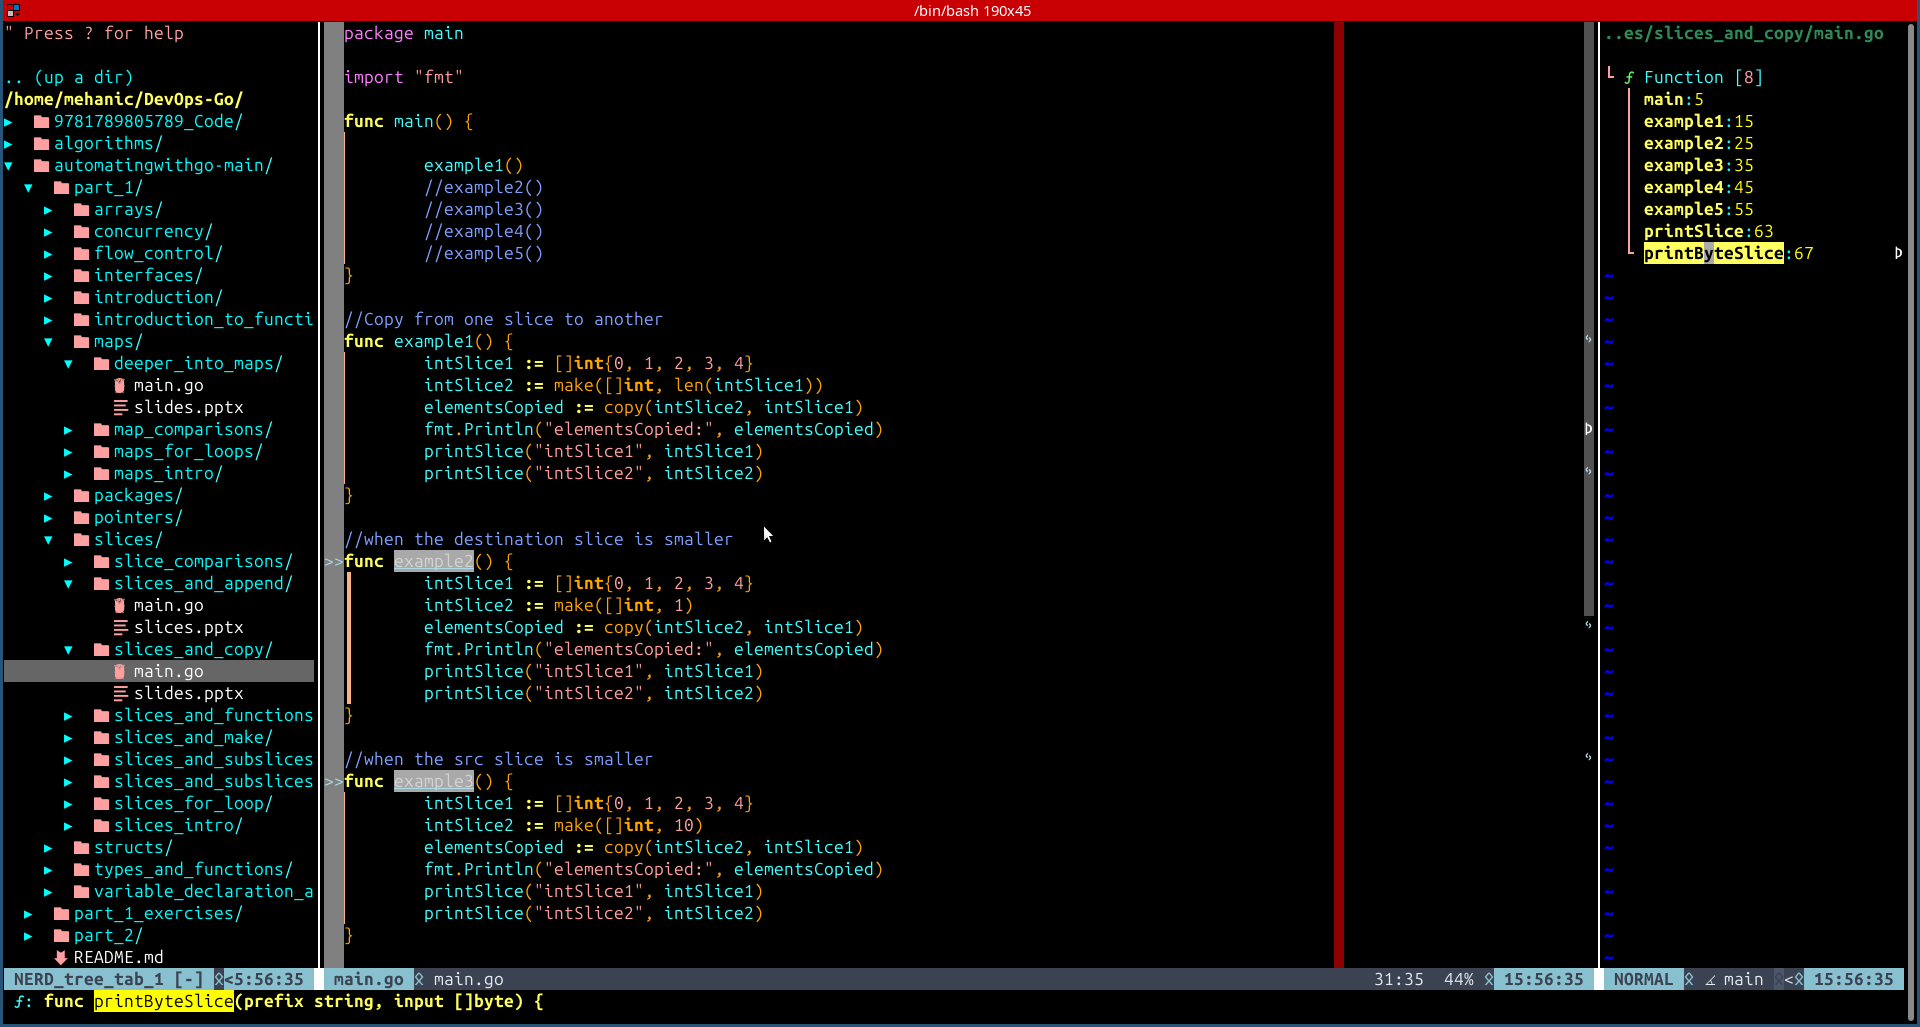 /bin/bash 190x45
" Press ? for help
.. (up a dir)
/home/mehanic/DevOps-Go/
▸ 9781789805789_Code/
▸ algorithms/
▾ automatingwithgo-main/
▾ part_1/
▸ arrays/
▸ concurrency/
▸ flow_control/
▸ interfaces/
▸ introduction/
▸ introduction_to_functi
▾ maps/
▾ deeper_into_maps/
main.go
slides.pptx
▸ map_comparisons/
▸ maps_for_loops/
▸ maps_intro/
▸ packages/
▸ pointers/
▾ slices/
▸ slice_comparisons/
▾ slices_and_append/
main.go
slices.pptx
▾ slices_and_copy/
main.go
slides.pptx
▸ slices_and_functions
▸ slices_and_make/
▸ slices_and_subslices
▸ slices_and_subslices
▸ slices_for_loop/
▸ slices_intro/
▸ structs/
▸ types_and_functions/
▸ variable_declaration_a
▸ part_1_exercises/
▸ part_2/
README.md
package main
import "fmt"
func main() {
example1()
//example2()
//example3()
//example4()
//example5()
}
//Copy from one slice to another
func example1() {
intSlice1 := []int{0, 1, 2, 3, 4}
intSlice2 := make([]int, len(intSlice1))
elementsCopied := copy(intSlice2, intSlice1)
fmt.Println("elementsCopied:", elementsCopied)
printSlice("intSlice1", intSlice1)
printSlice("intSlice2", intSlice2)
}
//when the destination slice is smaller
>>func example2() {
intSlice1 := []int{0, 1, 2, 3, 4}
intSlice2 := make([]int, 1)
elementsCopied := copy(intSlice2, intSlice1)
fmt.Println("elementsCopied:", elementsCopied)
printSlice("intSlice1", intSlice1)
printSlice("intSlice2", intSlice2)
}
//when the src slice is smaller
>>func example3() {
intSlice1 := []int{0, 1, 2, 3, 4}
intSlice2 := make([]int, 10)
elementsCopied := copy(intSlice2, intSlice1)
fmt.Println("elementsCopied:", elementsCopied)
printSlice("intSlice1", intSlice1)
printSlice("intSlice2", intSlice2)
}
..es/slices_and_copy/main.go
ƒ Function [8]
main:5
example1:15
example2:25
example3:35
example4:45
example5:55
printSlice:63
printByteSlice:67
NERD_tree_tab_1 [-] <5:56:35 main.go main.go 31:35 44% 15:56:35 NORMAL ∡ main < 15:56:35
ƒ: func printByteSlice(prefix string, input []byte) {